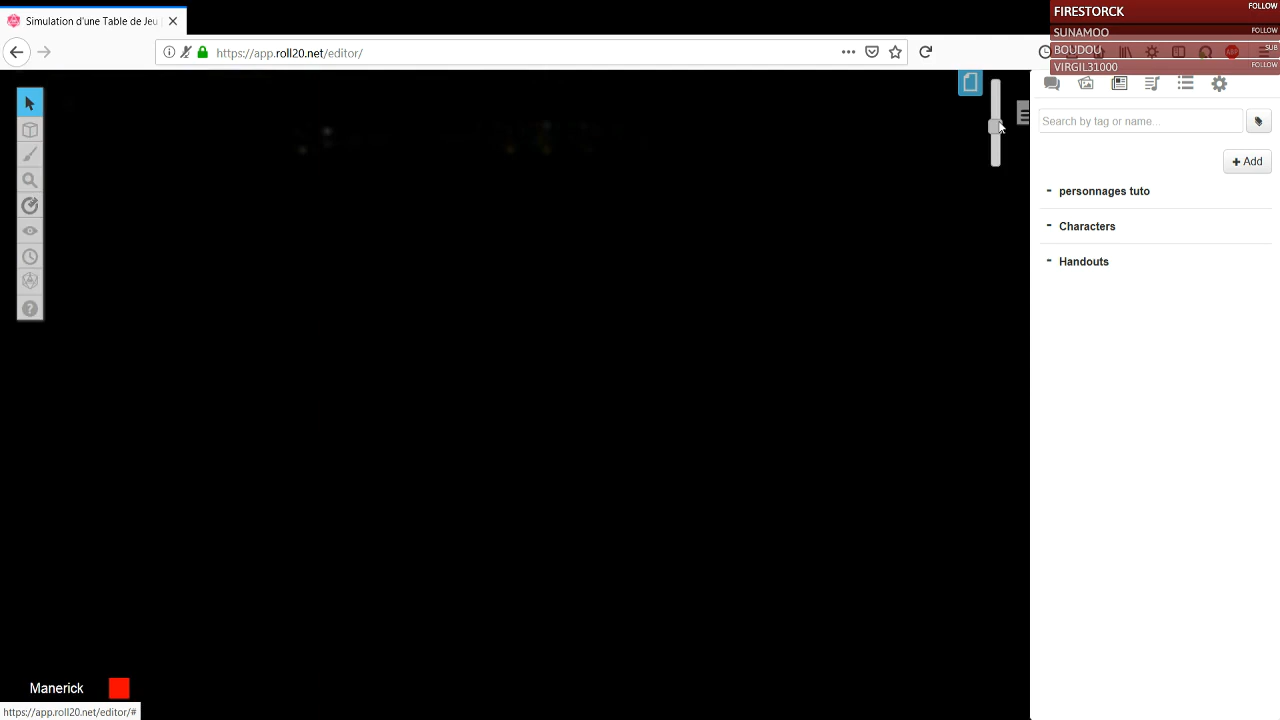 Simulation d'une Table de Jeu
FIRESTORCK FOLLOW
SUNAMOO FOLLOW
BOUDOU SUB
VIRGIL31000 FOLLOW
https://app.roll20.net/editor/
Search by tag or name...
+ Add
- personnages tuto
- Characters
- Handouts
Manerick
https://app.roll20.net/editor/#